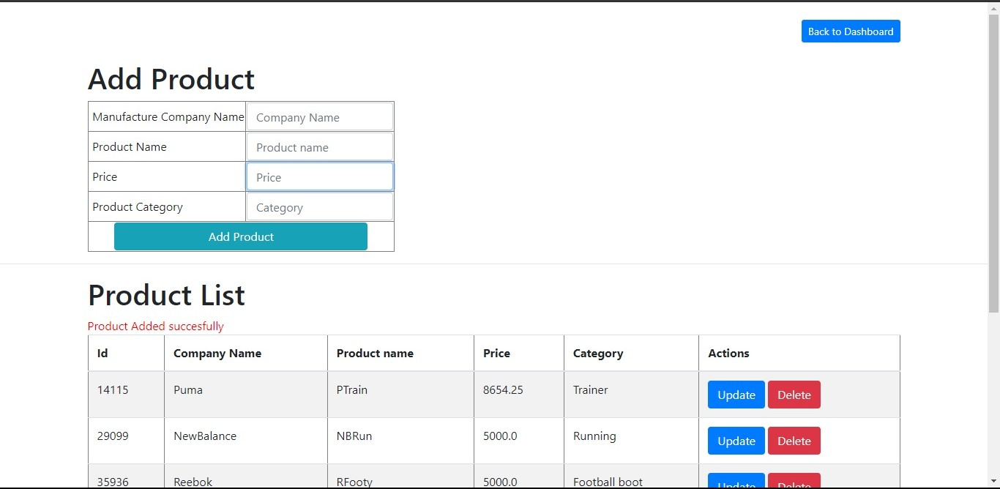 Back to Dashboard
Add Product
Manufacture Company Name Company Name
Product Name Product name
Price Price
Product Category Category
Add Product
Product List
Product Added succesfully
Id Company Name Product name Price Category Actions
14115 Puma PTrain 8654.25 Trainer Update Delete
29099 NewBalance NBRun 5000.0 Running Update Delete
35936 Reebok RFooty 5000.0 Football boot Update Delete